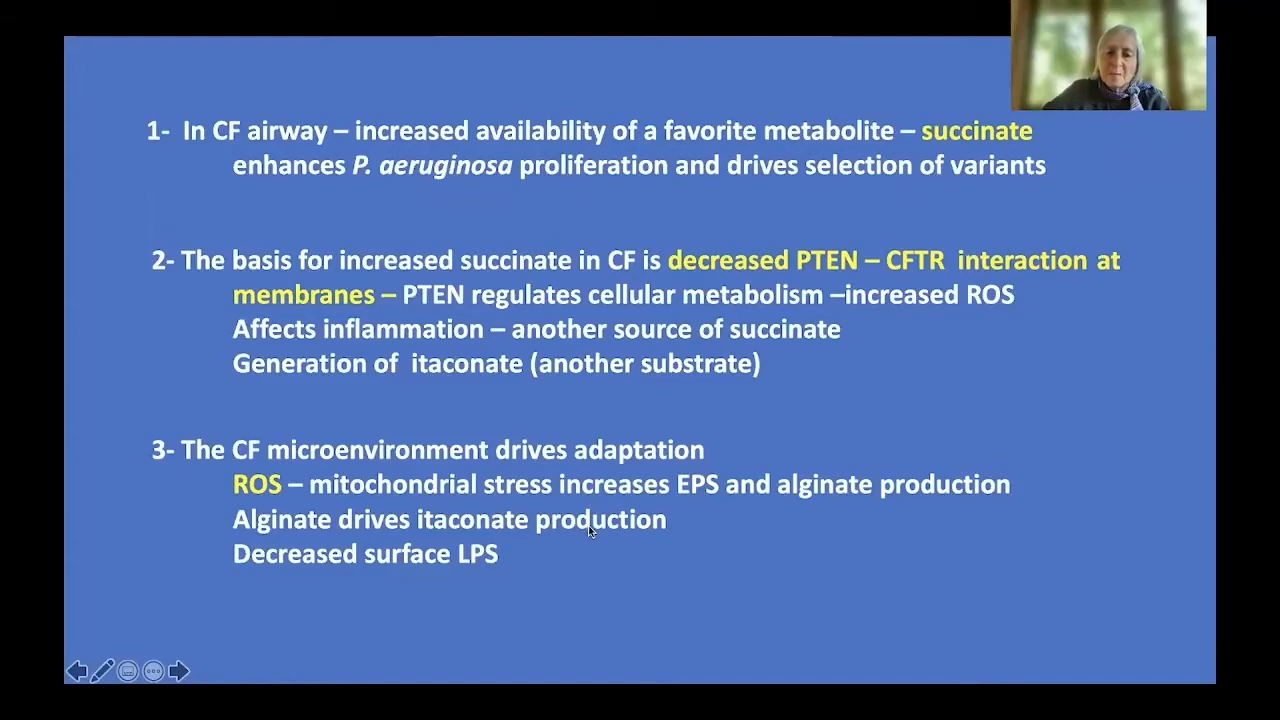 1- In CF airway – increased availability of a favorite metabolite – succinate
enhances P. aeruginosa proliferation and drives selection of variants
2- The basis for increased succinate in CF is decreased PTEN – CFTR interaction at
membranes – PTEN regulates cellular metabolism –increased ROS
Affects inflammation – another source of succinate
Generation of itaconate (another substrate)
3- The CF microenvironment drives adaptation
ROS – mitochondrial stress increases EPS and alginate production
Alginate drives itaconate production
Decreased surface LPS